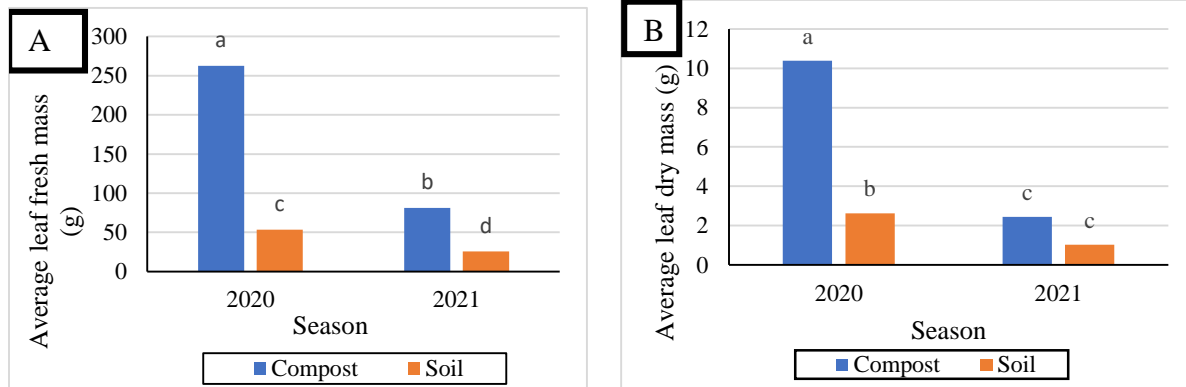 A
Average leaf fresh mass
(g)
300
250
200
150
100
50
0
a
c
b
d
2020
2021
Season
Compost
Soil
B
Average leaf dry mass (g)
12
10
8
6
4
2
0
a
b
c
c
2020
2021
Season
Compost
Soil